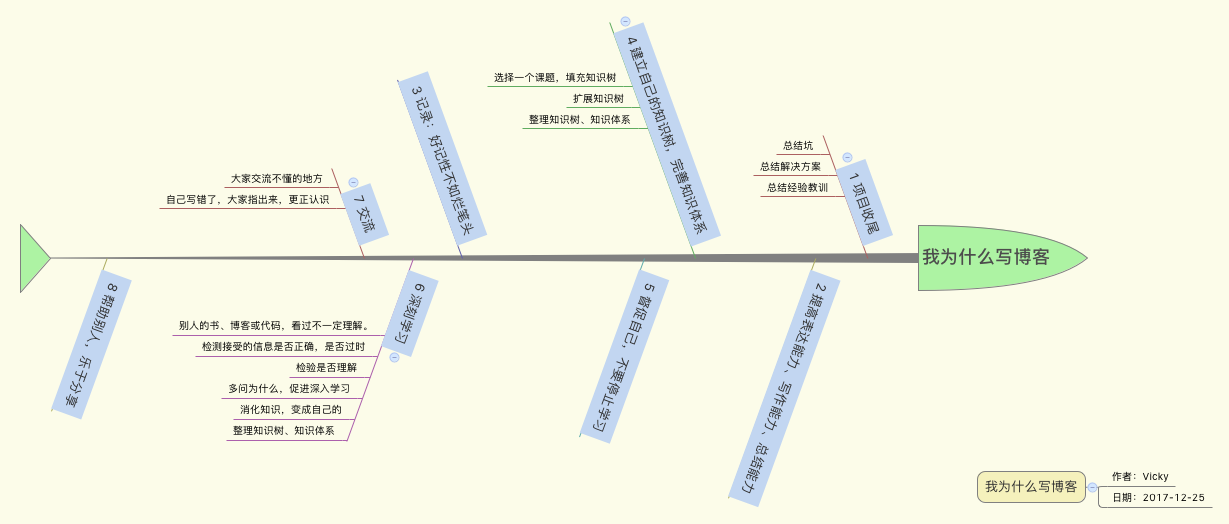 我为什么写博客
1 项目收尾
总结坑
总结解决方案
总结经验教训
2 提高表达能力、写作能力、总结能力
3 记录：好记性不如烂笔头
4 建立自己的知识树，完善知识体系
选择一个课题，填充知识树
扩展知识树
整理知识树、知识体系
5 督促自己，不要停止学习
6 深刻学习
别人的书、博客或代码，看过不一定理解。
检测接受的信息是否正确，是否过时
检验是否理解
多问为什么，促进深入学习
消化知识，变成自己的
整理知识树、知识体系
7 交流
大家交流不懂的地方
自己写错了，大家指出来，更正认识
8 帮助别人，乐于分享
我为什么写博客
作者：Vicky
日期：2017-12-25